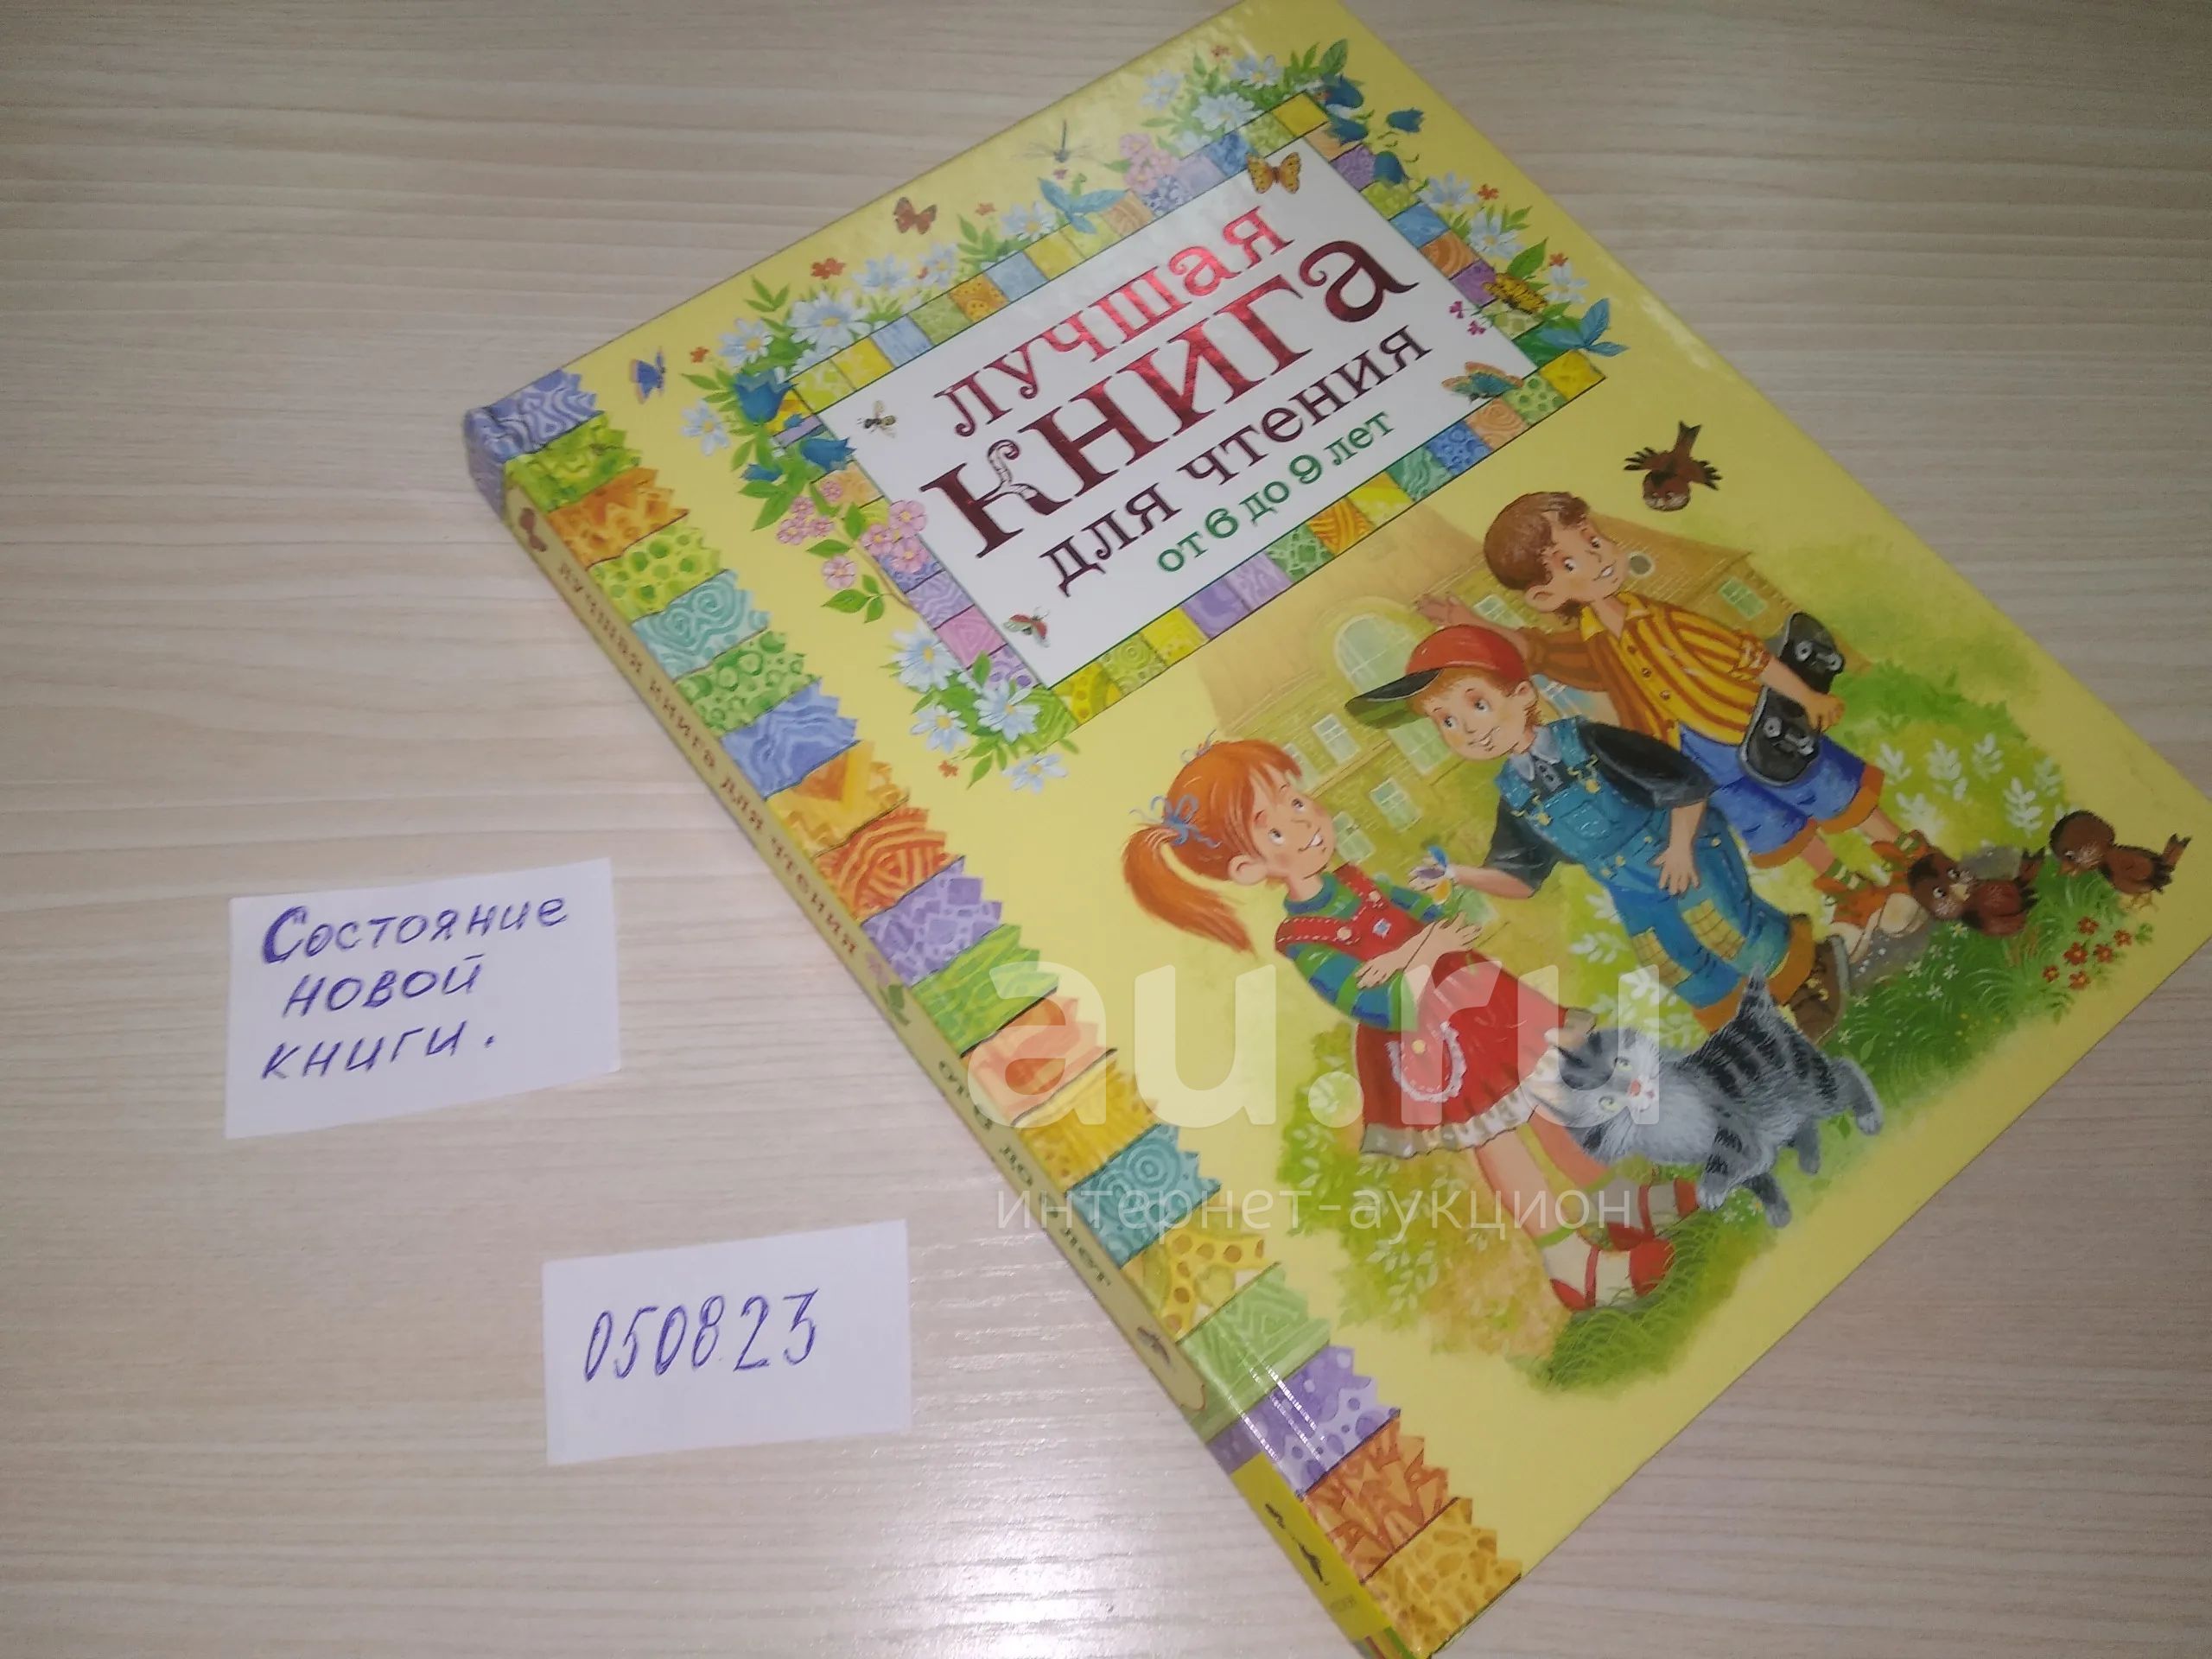 лучшая
книга
для чтения
от 6 до 9 лет
лучшая книга для чтения от 6 до 9 лет
Состояние
новой
книги.
050823
au.ru
интернет-аукцион